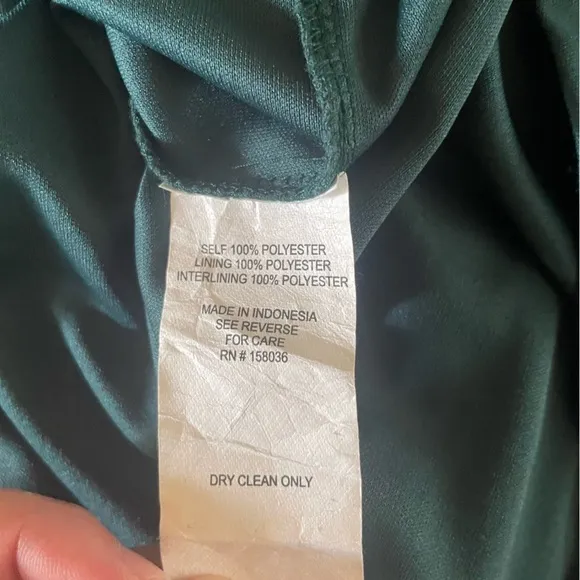 SELF 100% POLYESTER
LINING 100% POLYESTER
INTERLINING 100% POLYESTER
MADE IN INDONESIA
SEE REVERSE
FOR CARE
RN # 158036
DRY CLEAN ONLY